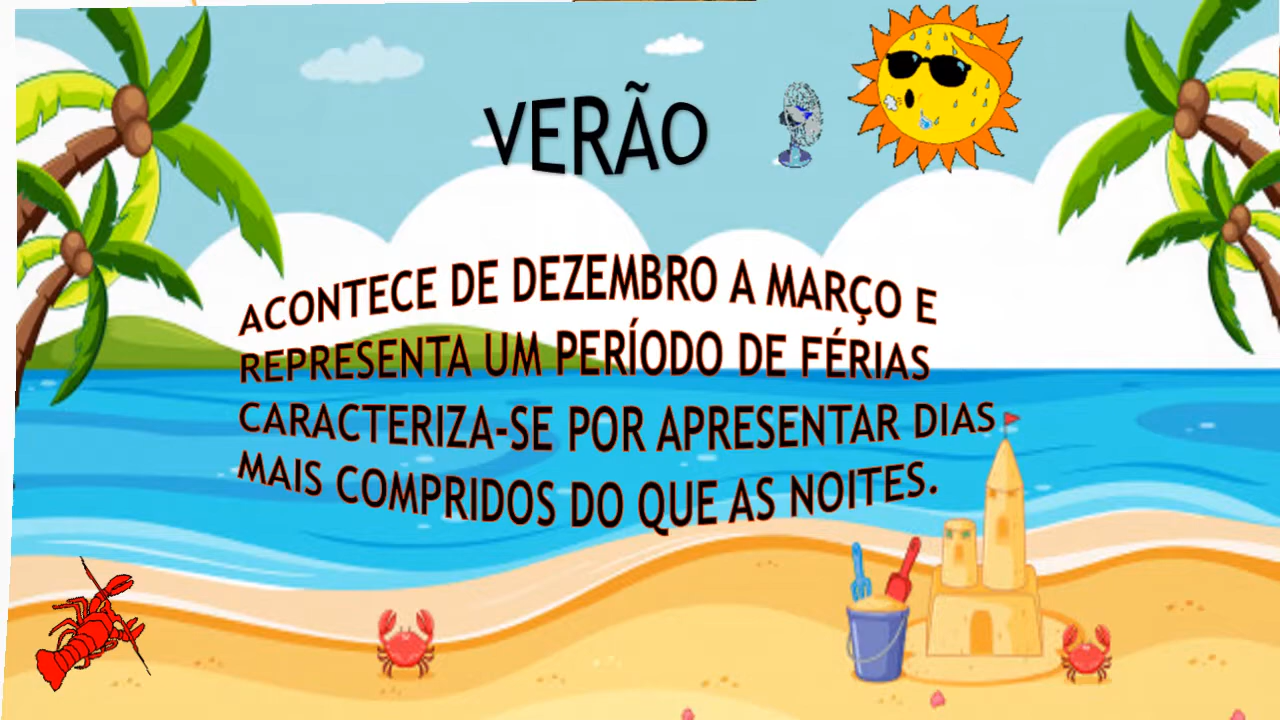 VERÃO
ACONTECE DE DEZEMBRO A MARÇO E
REPRESENTA UM PERÍODO DE FÉRIAS
CARACTERIZA-SE POR APRESENTAR DIAS
MAIS COMPRIDOS DO QUE AS NOITES.